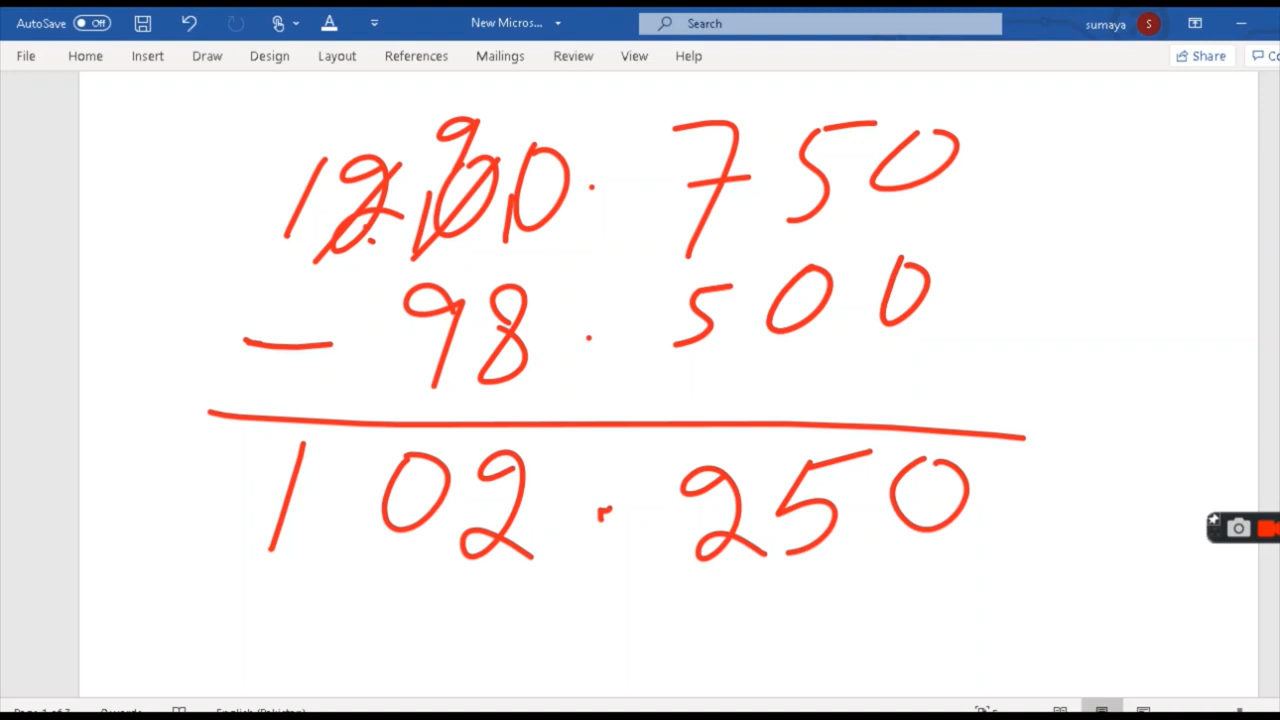 AutoSave Off New Micros... Search sumaya S
File Home Insert Draw Design Layout References Mailings Review View Help Share Co
200.750
- 98.500
102.250